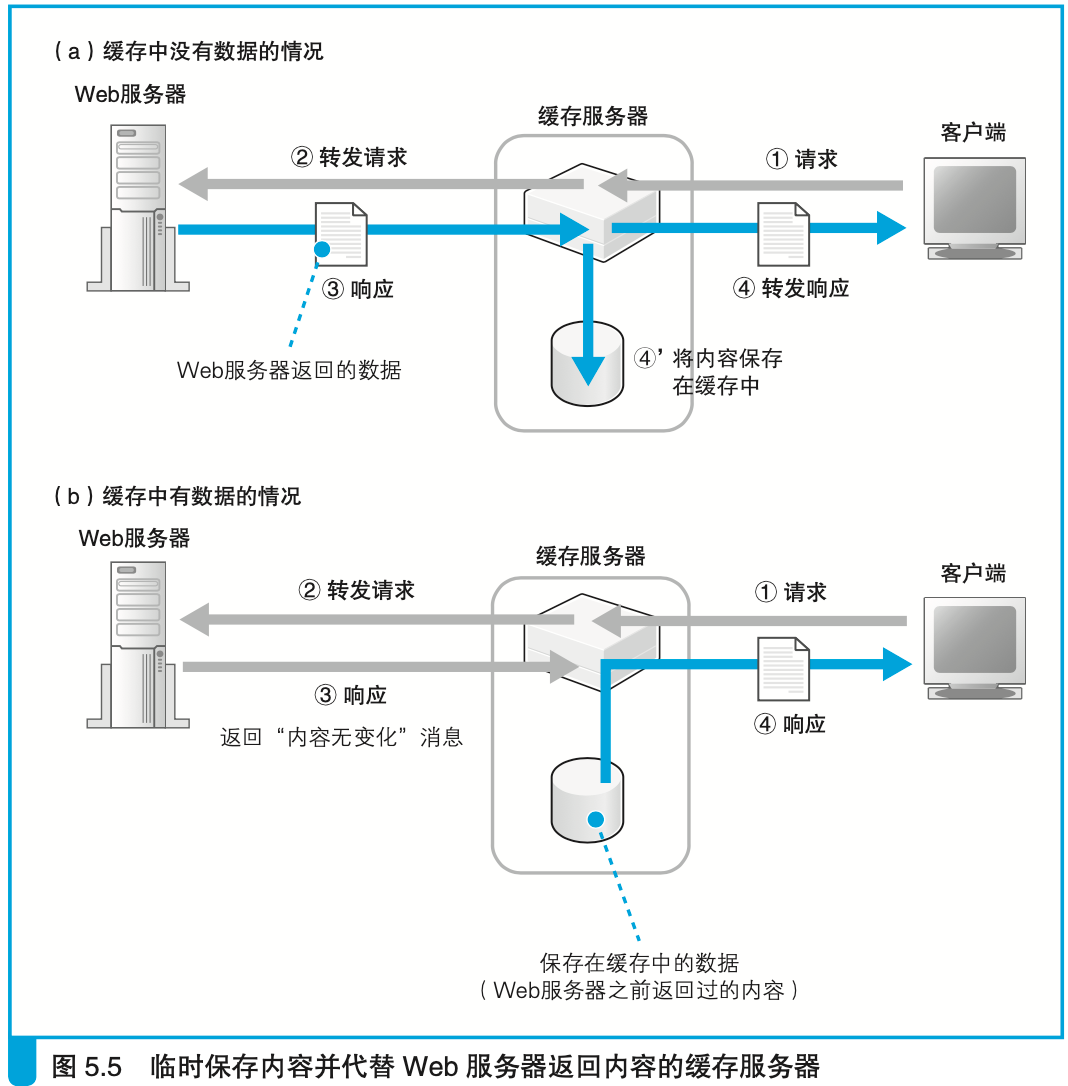 （a）缓存中没有数据的情况
Web服务器
缓存服务器
客户端
② 转发请求
① 请求
③ 响应
④ 转发响应
Web服务器返回的数据
④’ 将内容保存
在缓存中
（b）缓存中有数据的情况
Web服务器
缓存服务器
客户端
② 转发请求
① 请求
③ 响应
返回“内容无变化”消息
④ 响应
保存在缓存中的数据
（Web服务器之前返回过的内容）
图 5.5 临时保存内容并代替 Web 服务器返回内容的缓存服务器